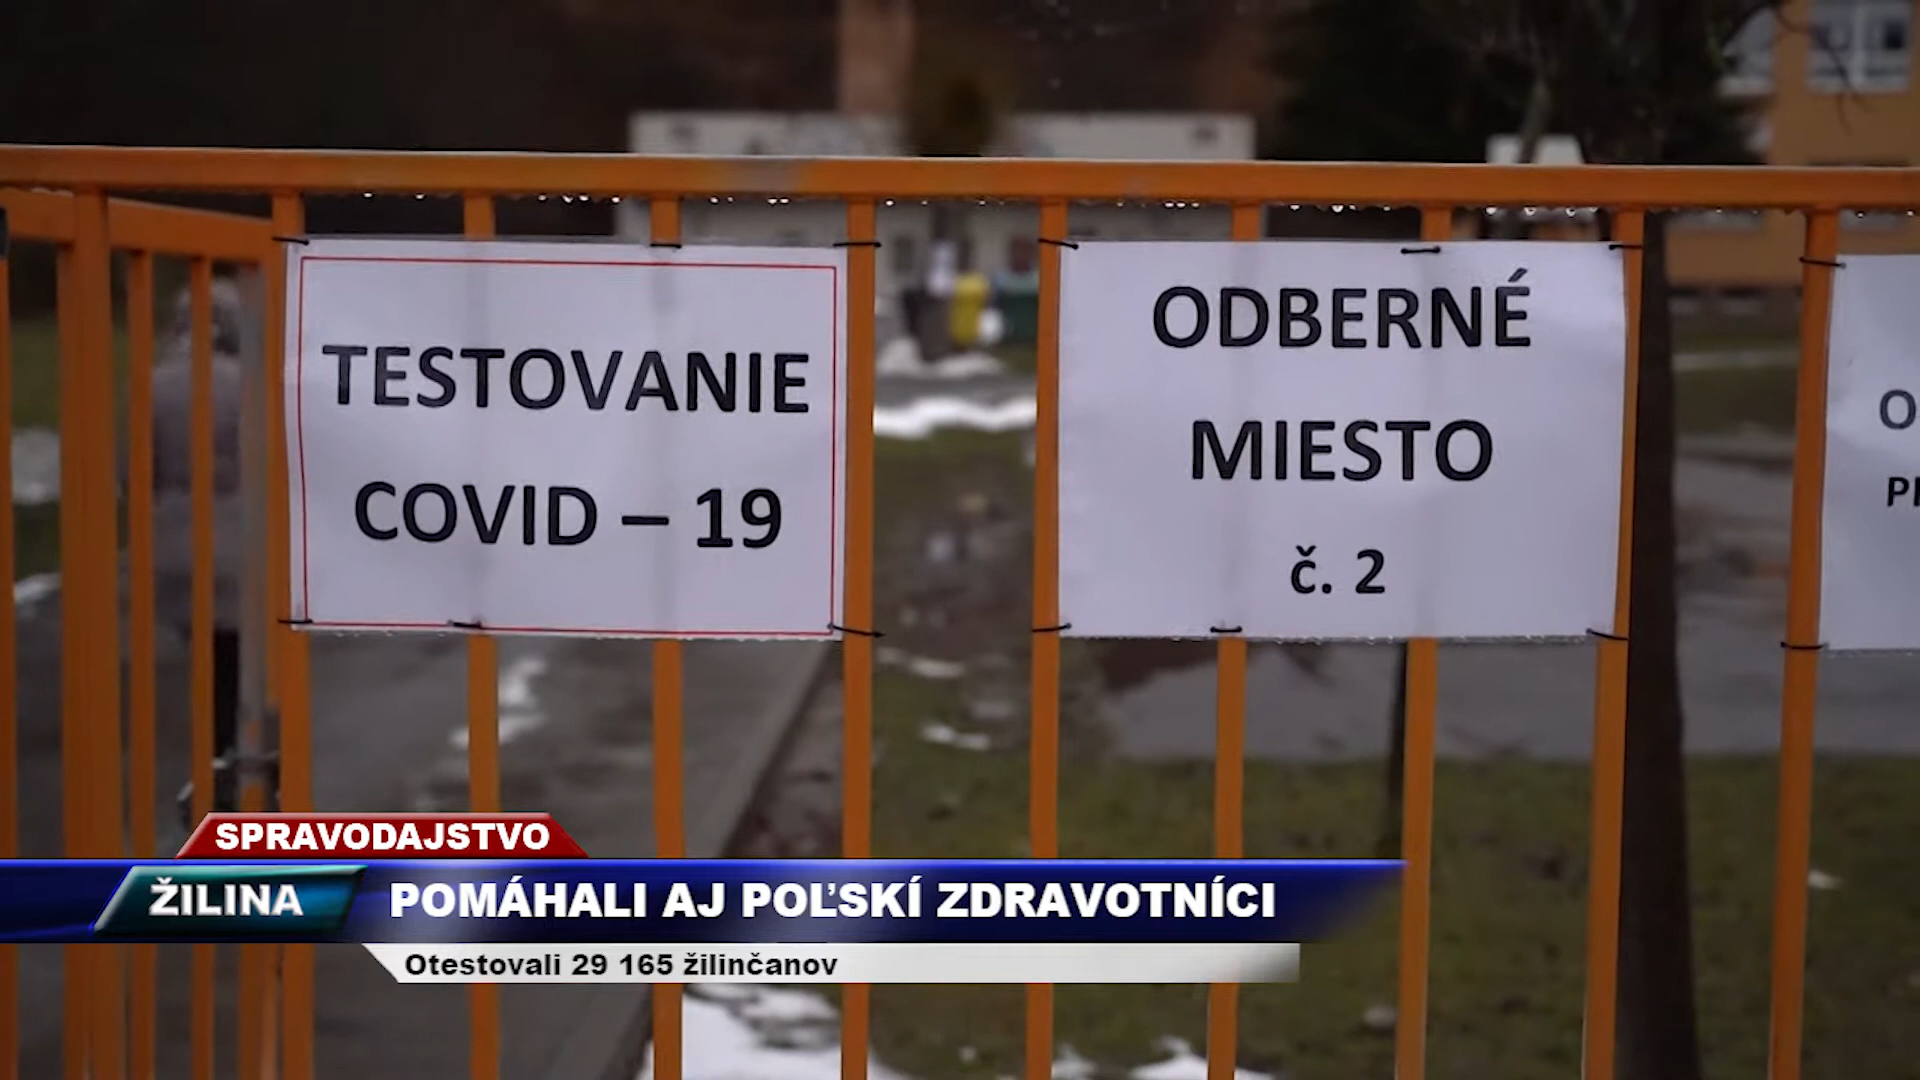 TESTOVANIE
COVID – 19
ODBERNÉ
MIESTO
č. 2
SPRAVODAJSTVO
ŽILINA
POMÁHALI AJ POĽSKÍ ZDRAVOTNÍCI
Otestovali 29 165 žilinčanov